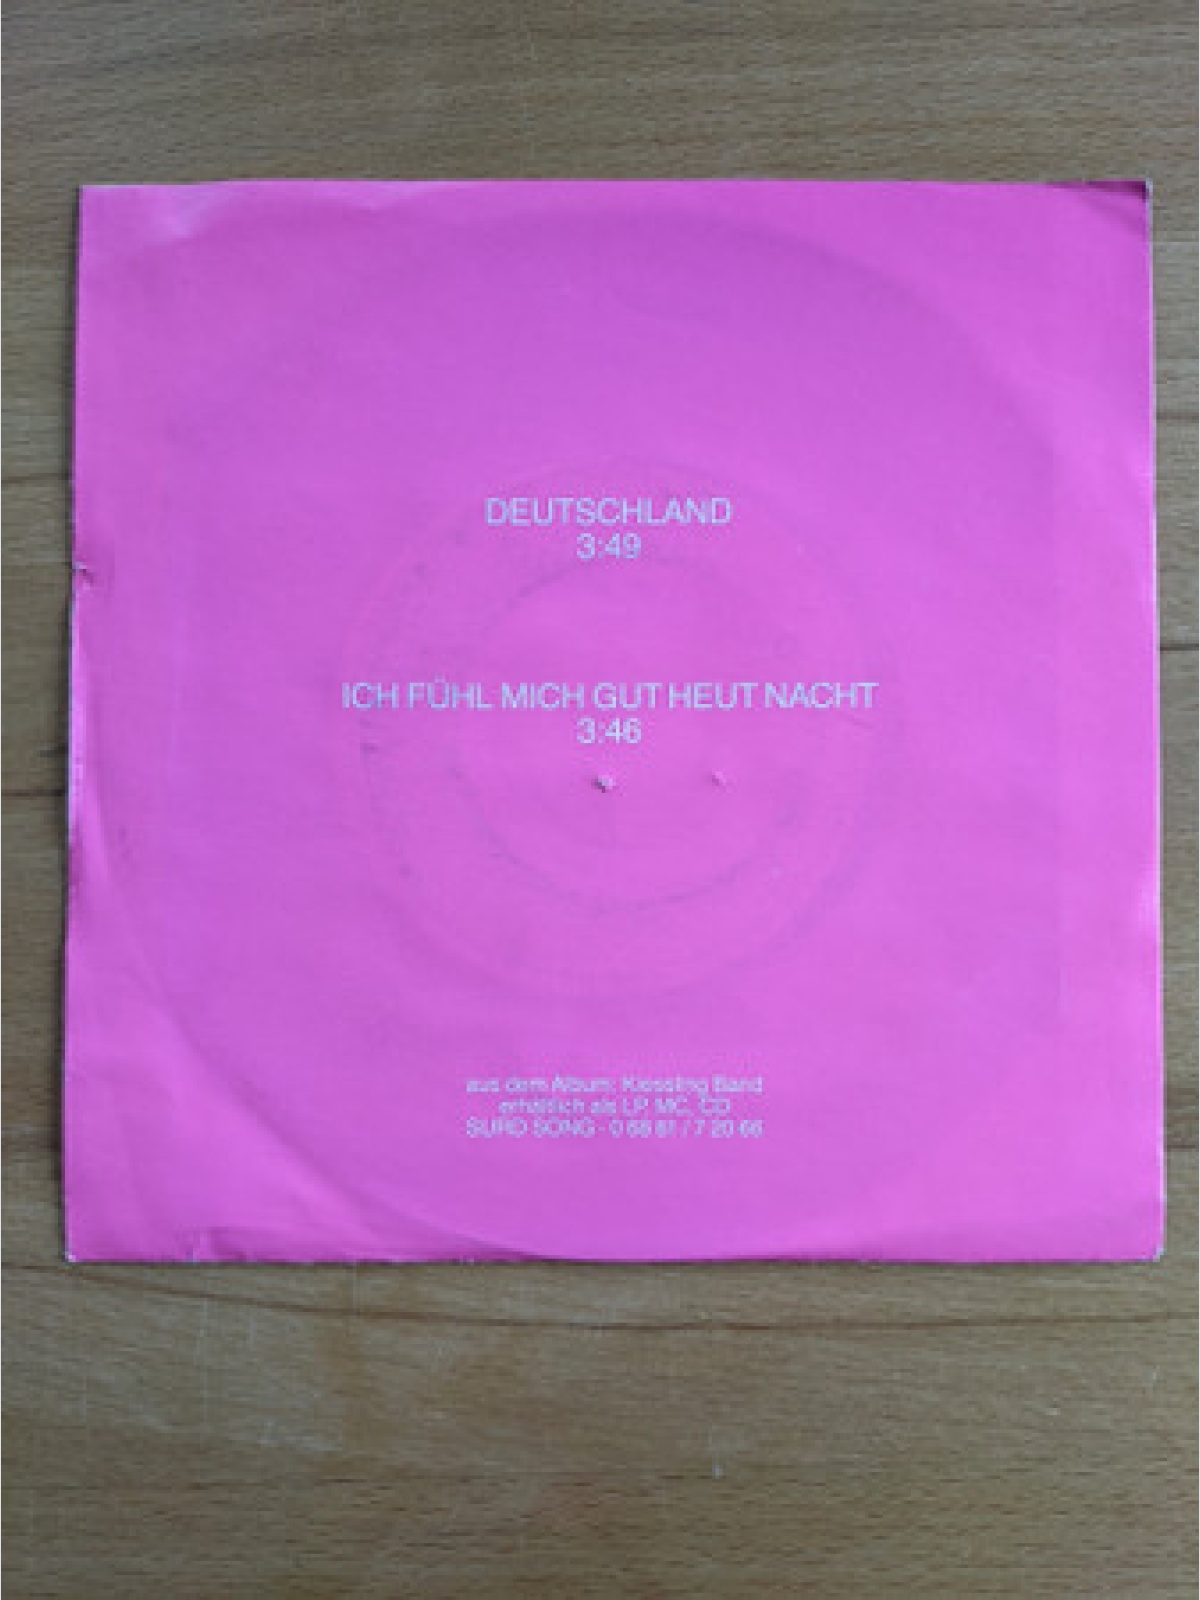 DEUTSCHLAND
3:49
ICH FÜHL MICH GUT HEUT NACHT
3:46
aus dem Album: Kiessling Band
erhältlich als LP, MC, CD
SURD SONG - 0 66 81 / 7 20 66